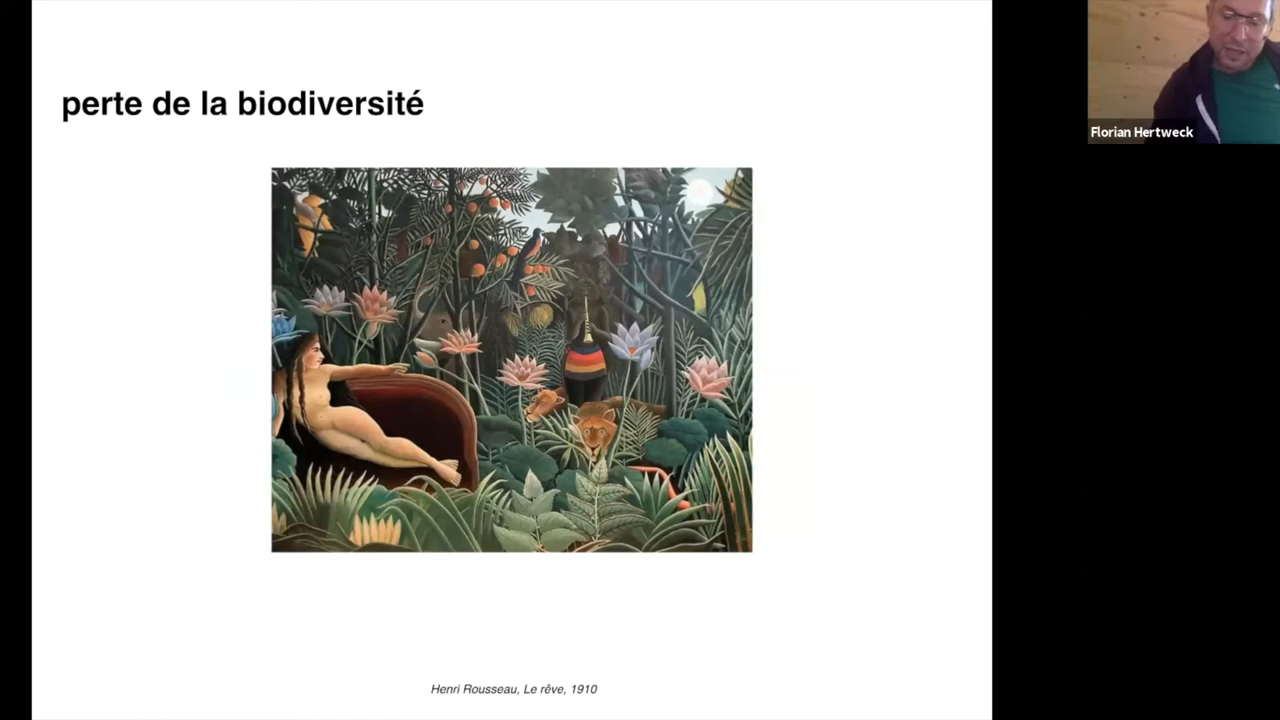 perte de la biodiversité
Florian Hertweck
Henri Rousseau, Le rêve, 1910